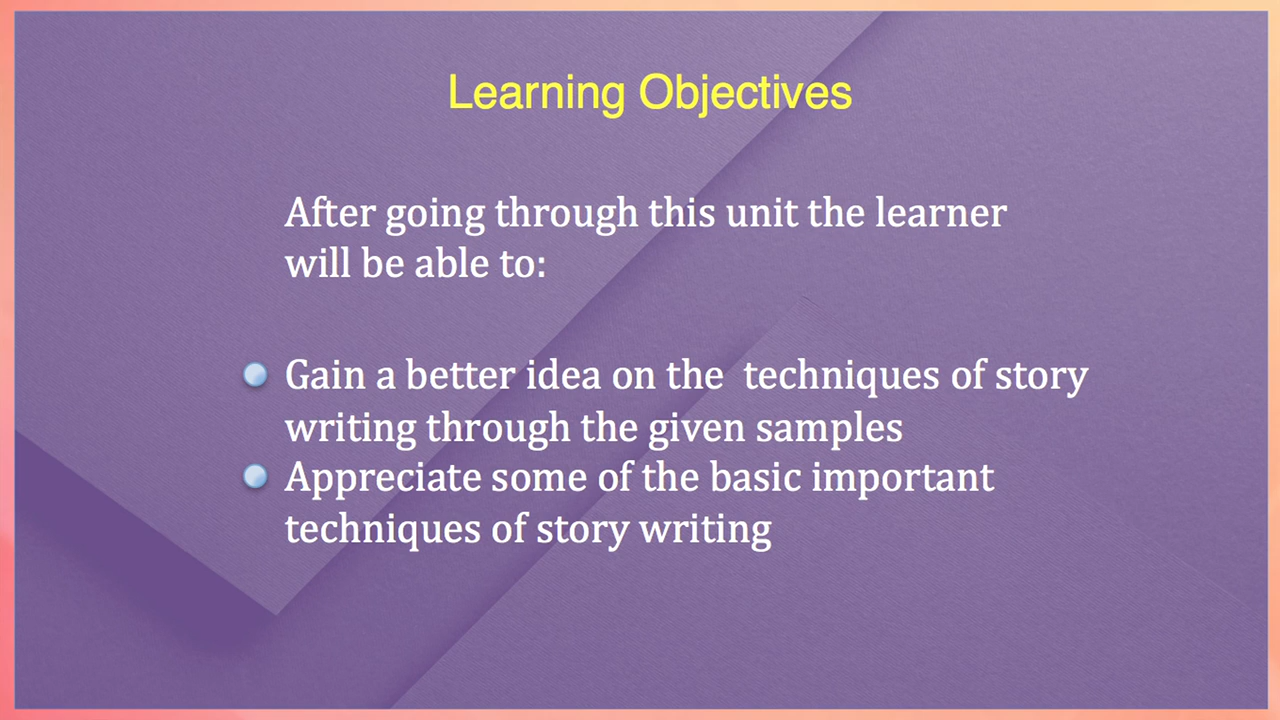 Learning Objectives
After going through this unit the learner
will be able to:
Gain a better idea on the  techniques of story
writing through the given samples
Appreciate some of the basic important
techniques of story writing